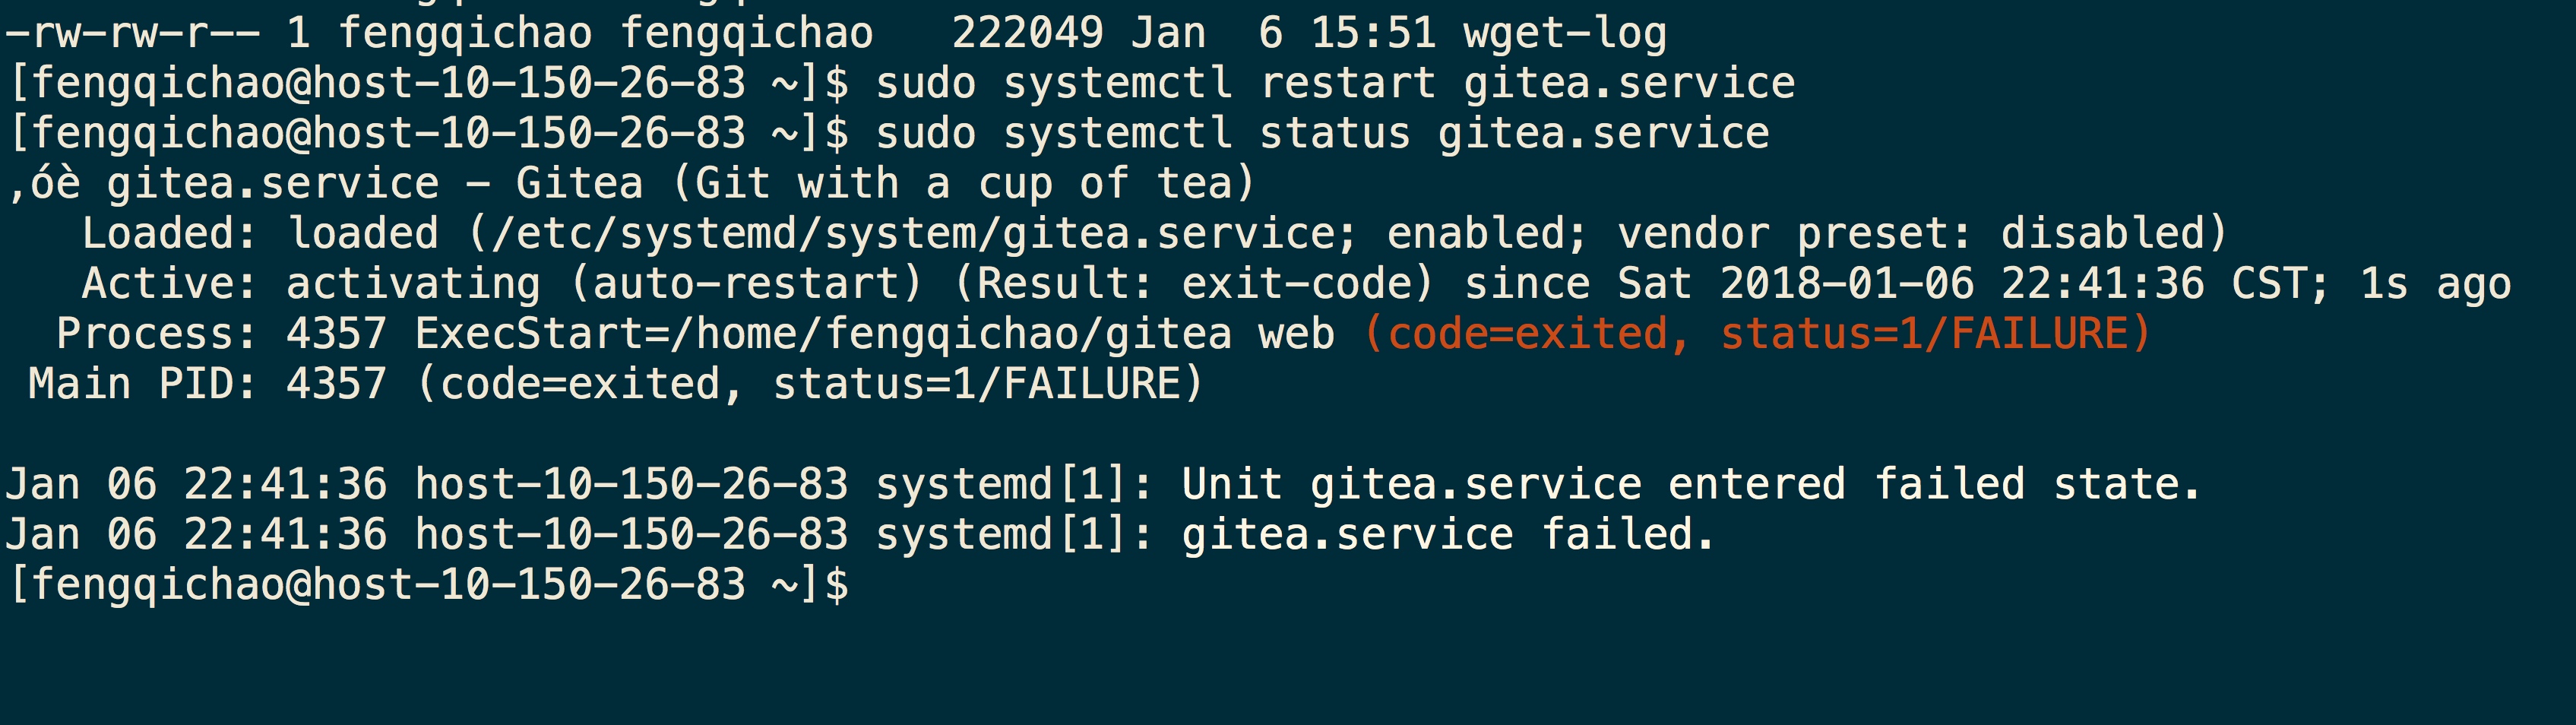 -rw-rw-r-- 1 fengqichao fengqichao   222049 Jan  6 15:51 wget-log
[fengqichao@host-10-150-26-83 ~]$ sudo systemctl restart gitea.service
[fengqichao@host-10-150-26-83 ~]$ sudo systemctl status gitea.service
,óè gitea.service - Gitea (Git with a cup of tea)
   Loaded: loaded (/etc/systemd/system/gitea.service; enabled; vendor preset: disabled)
   Active: activating (auto-restart) (Result: exit-code) since Sat 2018-01-06 22:41:36 CST; 1s ago
  Process: 4357 ExecStart=/home/fengqichao/gitea web (code=exited, status=1/FAILURE)
 Main PID: 4357 (code=exited, status=1/FAILURE)

Jan 06 22:41:36 host-10-150-26-83 systemd[1]: Unit gitea.service entered failed state.
Jan 06 22:41:36 host-10-150-26-83 systemd[1]: gitea.service failed.
[fengqichao@host-10-150-26-83 ~]$